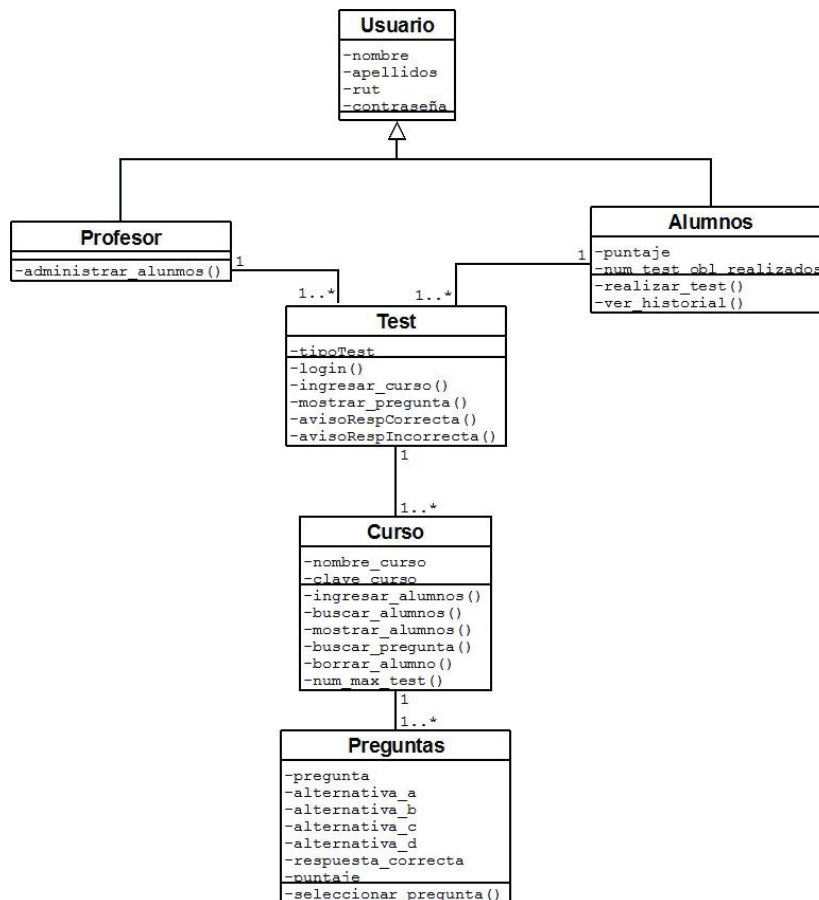 Usuario
-nombre
-apellidos
-rut
-contraseña
Profesor
-administrar_alunmos()
1
1..*
Alumnos
-puntaje
-num_test_obl_realizados
-realizar_test()
-ver_historial()
1
1..*
Test
-tipoTest
-login()
-ingresar_curso()
-mostrar_pregunta()
-avisoRespCorrecta()
-avisoRespIncorrecta()
1
1..*
Curso
-nombre_curso
-clave_curso
-ingresar_alumnos()
-buscar_alumnos()
-mostrar_alumnos()
-buscar_pregunta()
-borrar_alumno()
-num_max_test()
1
1..*
Preguntas
-pregunta
-alternativa_a
-alternativa_b
-alternativa_c
-alternativa_d
-respuesta_correcta
-puntaje
-seleccionar_pregunta()